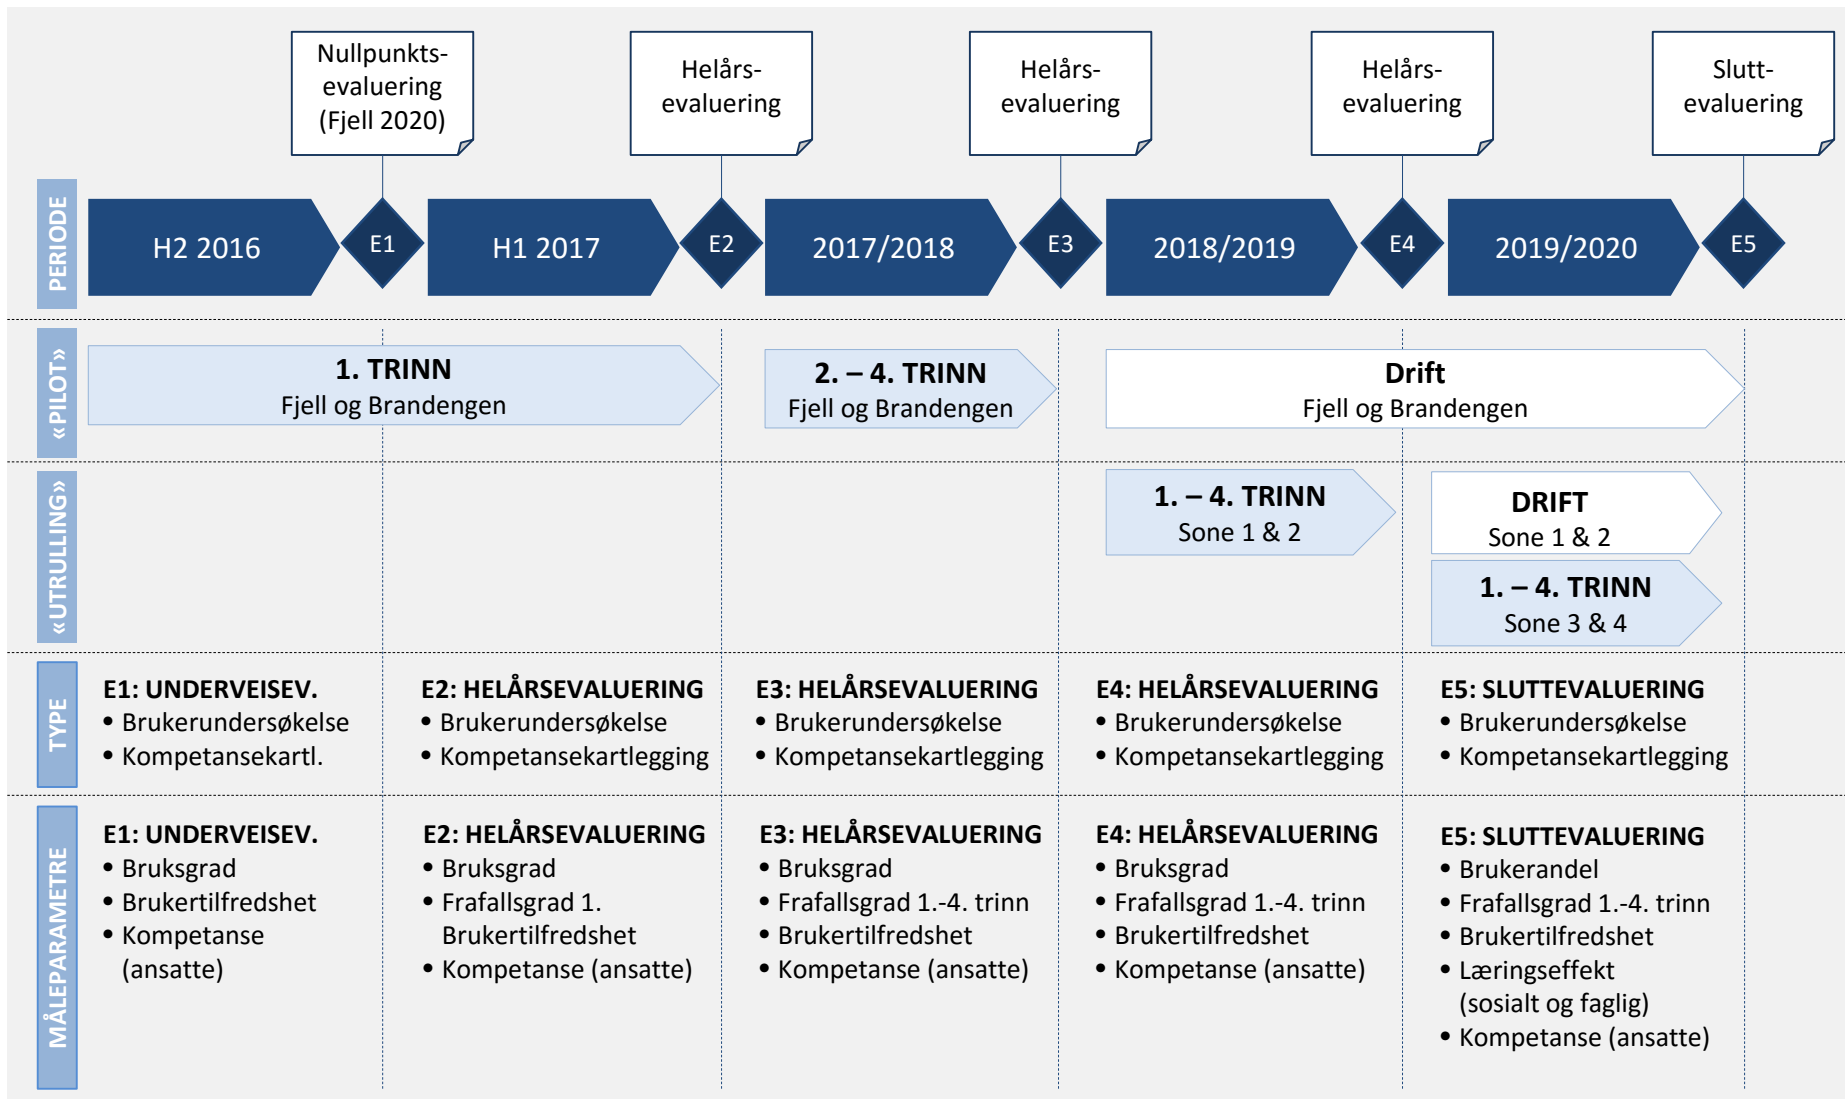 Nullpunkts-
evaluering
(Fjell 2020)
Helårs-
evaluering
Helårs-
evaluering
Helårs-
evaluering
Slutt-
evaluering
PERIODE
H2 2016
E1
H1 2017
E2
2017/2018
E3
2018/2019
E4
2019/2020
E5
«PILOT»
1. TRINN
Fjell og Brandengen
2. – 4. TRINN
Fjell og Brandengen
Drift
Fjell og Brandengen
«UTRULLING»
1. – 4. TRINN
Sone 1 & 2
DRIFT
Sone 1 & 2
1. – 4. TRINN
Sone 3 & 4
TYPE
E1: UNDERVEISEV.
• Brukerundersøkelse
• Kompetansekartl.
E2: HELÅRSEVALUERING
• Brukerundersøkelse
• Kompetansekartlegging
E3: HELÅRSEVALUERING
• Brukerundersøkelse
• Kompetansekartlegging
E4: HELÅRSEVALUERING
• Brukerundersøkelse
• Kompetansekartlegging
E5: SLUTTEVALUERING
• Brukerundersøkelse
• Kompetansekartlegging
MÅLEPARAMETRE
E1: UNDERVEISEV.
• Bruksgrad
• Brukertilfredshet
• Kompetanse
(ansatte)
E2: HELÅRSEVALUERING
• Bruksgrad
• Frafallsgrad 1.
Brukertilfredshet
• Kompetanse (ansatte)
E3: HELÅRSEVALUERING
• Bruksgrad
• Frafallsgrad 1.-4. trinn
• Brukertilfredshet
• Kompetanse (ansatte)
E4: HELÅRSEVALUERING
• Bruksgrad
• Frafallsgrad 1.-4. trinn
• Brukertilfredshet
• Kompetanse (ansatte)
E5: SLUTTEVALUERING
• Brukerandel
• Frafallsgrad 1.-4. trinn
• Brukertilfredshet
• Læringseffekt
(sosialt og faglig)
• Kompetanse (ansatte)